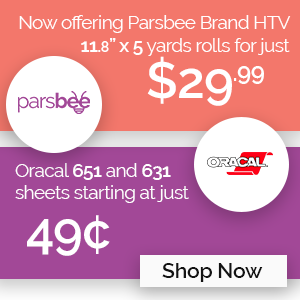 Now offering Parsbee Brand HTV
11.8" x 5 yards rolls for just
$29.99
parsbee
ORACAL
Oracal 651 and 631
sheets starting at just
49¢
Shop Now